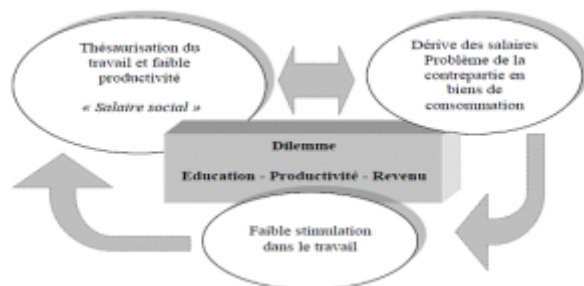 Thésaurisation du
travail et faible
productivité
« Salaire social »
Dérive des salaires
Problème de la
contrepartie en
biens de
consommation
Dilemme
Education - Productivité - Revenu
Faible stimulation
dans le travail